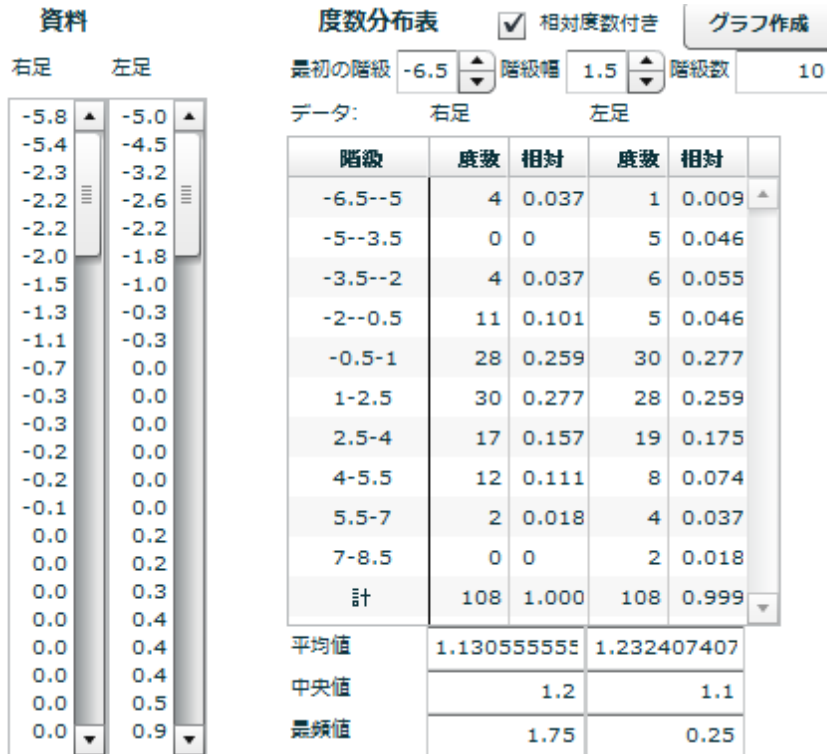 資料
右足 左足
-5.8 -5.0
-5.4 -4.5
-2.3 -3.2
-2.2 -2.6
-2.2 -2.2
-2.0 -1.8
-1.5 -1.0
-1.3 -0.3
-1.1 -0.3
-0.7 0.0
-0.3 0.0
-0.3 0.0
-0.2 0.0
-0.2 0.0
-0.1 0.0
0.0 0.2
0.0 0.2
0.0 0.3
0.0 0.4
0.0 0.4
0.0 0.4
0.0 0.5
0.0 0.9
度数分布表 相対度数付き グラフ作成
最初の階級 -6.5 階級幅 1.5 階級数 10
データ: 右足 左足
階級 度数 相対 度数 相対
-6.5--5 4 0.037 1 0.009
-5--3.5 0 0 5 0.046
-3.5--2 4 0.037 6 0.055
-2--0.5 11 0.101 5 0.046
-0.5-1 28 0.259 30 0.277
1-2.5 30 0.277 28 0.259
2.5-4 17 0.157 19 0.175
4-5.5 12 0.111 8 0.074
5.5-7 2 0.018 4 0.037
7-8.5 0 0 2 0.018
計 108 1.000 108 0.999
平均値 1.130555555 1.232407407
中央値 1.2 1.1
最頻値 1.75 0.25